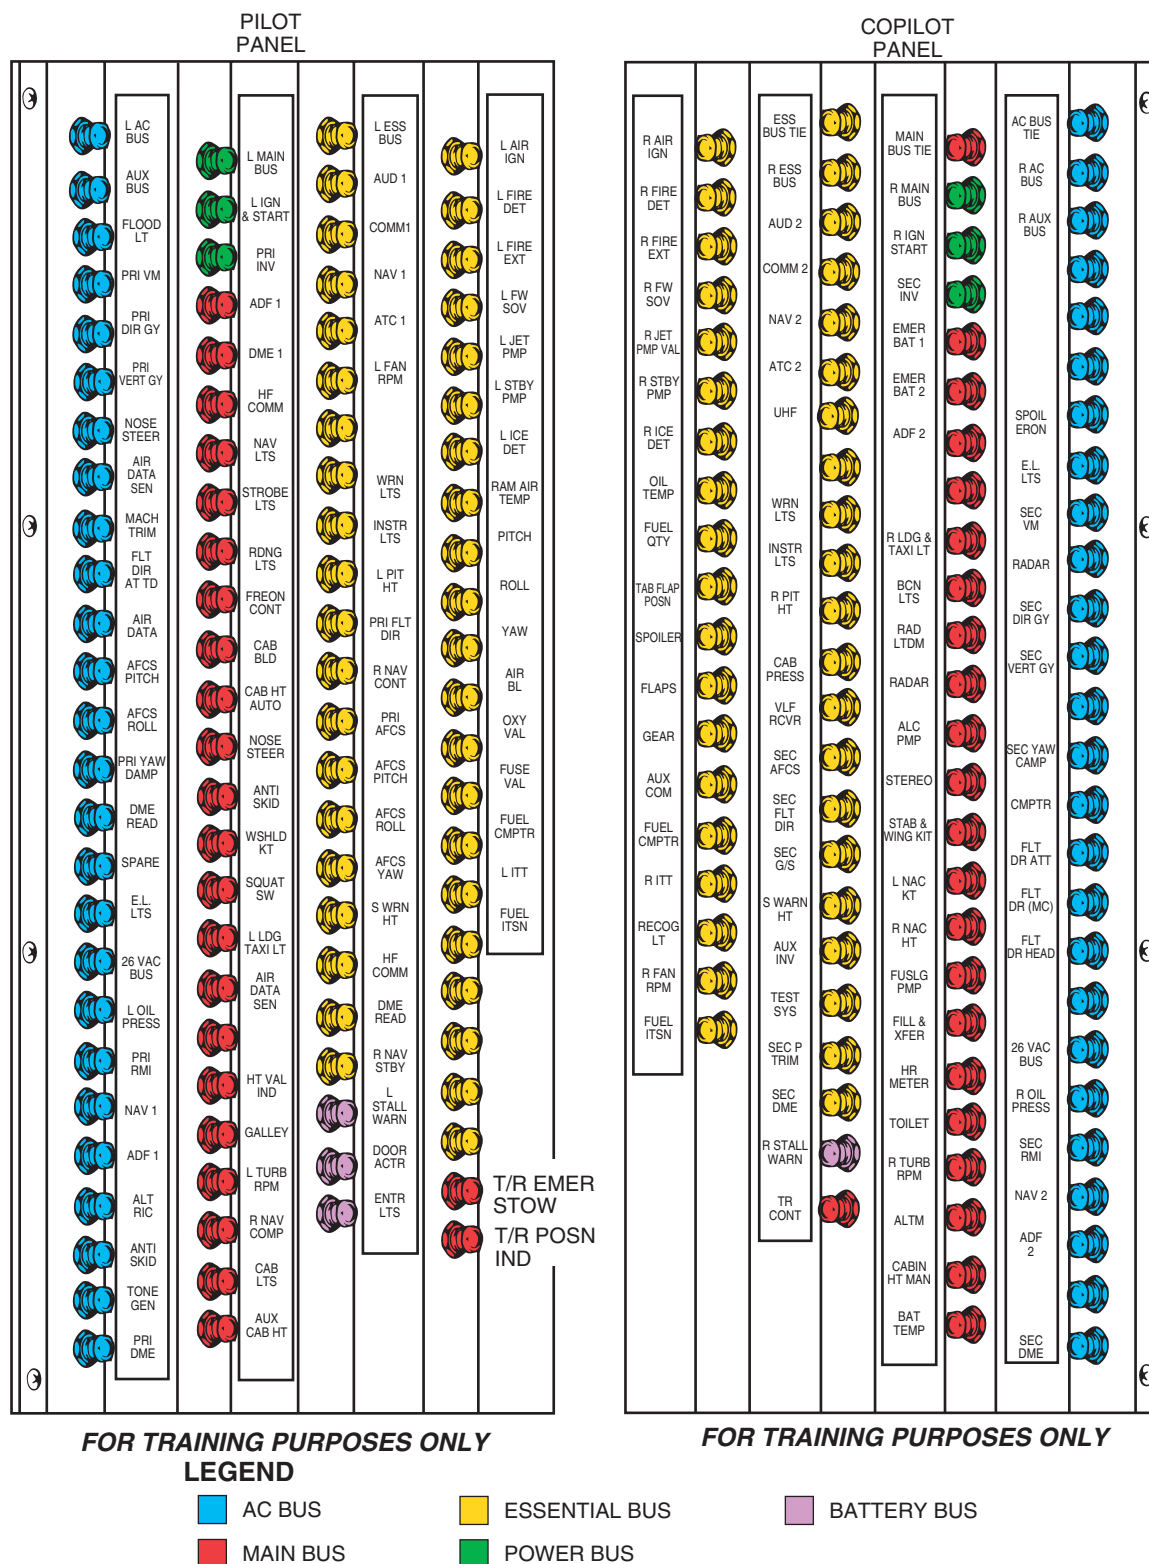 PILOT
PANEL
L AC
BUS
AUX
BUS
FLOOD
LT
PRI VM
PRI
DIR GY
PRI
VERT GY
NOSE
STEER
AIR
DATA
SEN
MACH
TRIM
FLT
DIR
AT TD
AIR
DATA
AFCS
PITCH
AFCS
ROLL
PRI YAW
DAMP
DME
READ
SPARE
E.L.
LTS
26 VAC
BUS
L OIL
PRESS
PRI
RMI
NAV 1
ADF 1
ALT
RIC
ANTI
SKID
TONE
GEN
PRI
DME
L MAIN
BUS
L IGN
& START
PRI
INV
ADF 1
DME 1
HF
COMM
NAV
LTS
STROBE
LTS
RDNG
LTS
FREON
CONT
CAB
BLD
CAB HT
AUTO
NOSE
STEER
ANTI
SKID
WSHLD
KT
SQUAT
SW
L LDG
TAXI LT
AIR
DATA
SEN
HT VAL
IND
GALLEY
L TURB
RPM
R NAV
COMP
CAB
LTS
AUX
CAB HT
L ESS
BUS
AUD 1
COMM1
NAV 1
ATC 1
L FAN
RPM
WRN
LTS
INSTR
LTS
L PIT
HT
PRI FLT
DIR
R NAV
CONT
PRI
AFCS
AFCS
PITCH
AFCS
ROLL
AFCS
YAW
S WRN
HT
HF
COMM
DME
READ
R NAV
STBY
L
STALL
WARN
DOOR
ACTR
ENTR
LTS
L AIR
IGN
L FIRE
DET
L FIRE
EXT
L FW
SOV
L JET
PMP
L STBY
PMP
L ICE
DET
RAM AIR
TEMP
PITCH
ROLL
YAW
AIR
BL
OXY
VAL
FUSE
VAL
FUEL
CMPTR
L ITT
FUEL
ITSN
T/R EMER
STOW
T/R POSN
IND
FOR TRAINING PURPOSES ONLY
COPILOT
PANEL
R AIR
IGN
R FIRE
DET
R FIRE
EXT
R FW
SOV
R JET
PMP VAL
R STBY
PMP
R ICE
DET
OIL
TEMP
FUEL
QTY
TAB FLAP
POSN
SPOILER
FLAPS
GEAR
AUX
COM
FUEL
CMPTR
R ITT
RECOG
LT
R FAN
RPM
FUEL
ITSN
ESS
BUS TIE
R ESS
BUS
AUD 2
COMM 2
NAV 2
ATC 2
UHF
WRN
LTS
INSTR
LTS
R PIT
HT
CAB
PRESS
VLF
RCVR
SEC
AFCS
SEC
FLT
DIR
SEC
G/S
S WARN
HT
AUX
INV
TEST
SYS
SEC P
TRIM
SEC
DME
R STALL
WARN
TR
CONT
MAIN
BUS TIE
R MAIN
BUS
R IGN
START
SEC
INV
EMER
BAT 1
EMER
BAT 2
ADF 2
R LDG &
TAXI LT
BCN
LTS
RAD
LTDM
RADAR
ALC
PMP
STEREO
STAB &
WING KIT
L NAC
KT
R NAC
HT
FUSLG
PMP
FILL &
XFER
HR
METER
TOILET
R TURB
RPM
ALTM
CABIN
HT MAN
BAT
TEMP
AC BUS
TIE
R AC
BUS
R AUX
BUS
SPOIL
ERON
E.L.
LTS
SEC
VM
RADAR
SEC
DIR GY
SEC
VERT GY
SEC YAW
CAMP
CMPTR
FLT
DR ATT
FLT
DR (MC)
FLT
DR HEAD
26 VAC
BUS
R OIL
PRESS
SEC
RMI
NAV 2
ADF
2
SEC
DME
FOR TRAINING PURPOSES ONLY
LEGEND
AC BUS
ESSENTIAL BUS
BATTERY BUS
MAIN BUS
POWER BUS